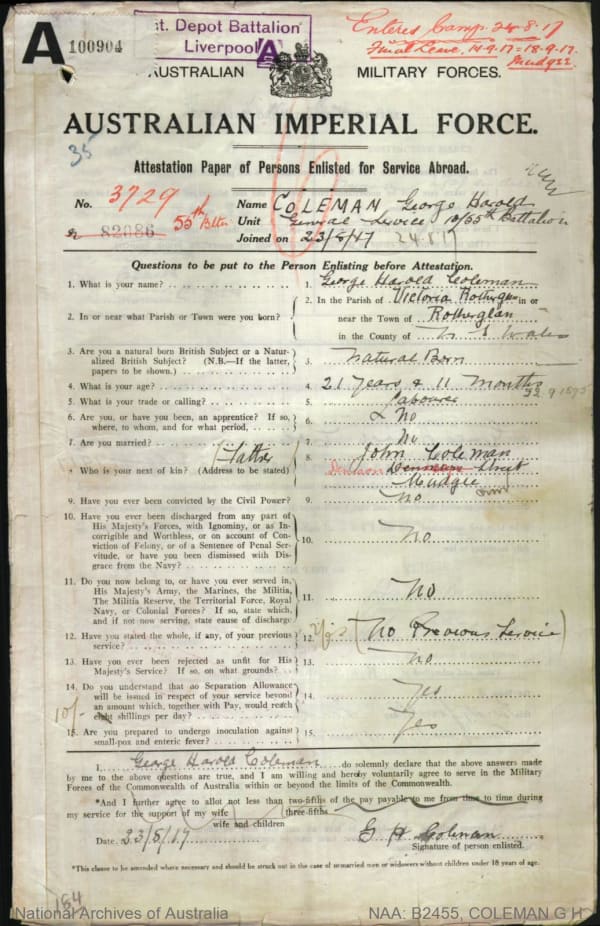 A
100904
st. Depot Battalion
Liverpool
A
Enteres Camp. 24-8-17
Final Leave. 14-9-17-18-9-17.
Mudgee
AUSTRALIAN MILITARY FORCES.
AUSTRALIAN IMPERIAL FORCE.
35
Attestation Paper of Persons Enlisted for Service Abroad.
No. 3729 55th Bttn
82086
Name COLEMAN George Harold
Unit General Service 10/55th Battalion
Joined on 23/8/17 24.8.17
Questions to be put to the Person Enlisting before Attestation.
1. What is your name? 1. George Harold Coleman
2. In or near what Parish or Town were you born? 2. In the Parish of Victoria in or
near the Town of Rotherglan
in the County of N S Wales
3. Are you a natural born British Subject or a Natur-
alized British Subject? (N.B.—If the latter,
papers to be shown.) 3. Natural Born
4. What is your age? 4. 21 Years & 11 Months
5. What is your trade or calling? 5. Labourer
6. Are you, or have you been, an apprentice? If so,
where, to whom, and for what period, 6. No
7. Are you married? 7. No
8. Who is your next of kin? (Address to be stated) Father 8. John Coleman
Denison Street
Mudgee
9. Have you ever been convicted by the Civil Power? 9. No
10. Have you ever been discharged from any part of
His Majesty's Forces, with Ignominy, or as In-
corrigible and Worthless, or on account of Con-
viction of Felony, or of a Sentence of Penal Ser-
vitude, or have you been dismissed with Dis-
grace from the Navy? 10. No
11. Do you now belong to, or have you ever served in,
His Majesty's Army, the Marines, the Militia,
The Militia Reserve, the Territorial Force, Royal
Navy, or Colonial Forces? If so, state which,
and if not now serving, state cause of discharge 11. No
12. Have you stated the whole, if any, of your previous
service? 12. Yes (No Previous Service)
13. Have you ever been rejected as unfit for His
Majesty's Service? If so, on what grounds? 13. No
14. Do you understand that no Separation Allowance
will be issued in respect of your service beyond
an amount which, together with Pay, would reach
10/- eight shillings per day? 14. Yes
15. Are you prepared to undergo inoculation against
small-pox and enteric fever? 15. Yes
I, George Harold Coleman do solemnly declare that the above answers made
by me to the above questions are true, and I am willing and hereby voluntarily agree to serve in the Military
Forces of the Commonwealth of Australia within or beyond the limits of the Commonwealth.
*And I further agree to allot not less than two-fifths of the pay payable to me from time to time during
three-fifths
my service for the support of my wife
wife and children
Date 23/8/17 G H Coleman
Signature of person enlisted.
*This clause to be amended where necessary and should be struck out in the case of unmarried men or widowers without children under 18 years of age.
184
National Archives of Australia NAA: B2455, COLEMAN G H